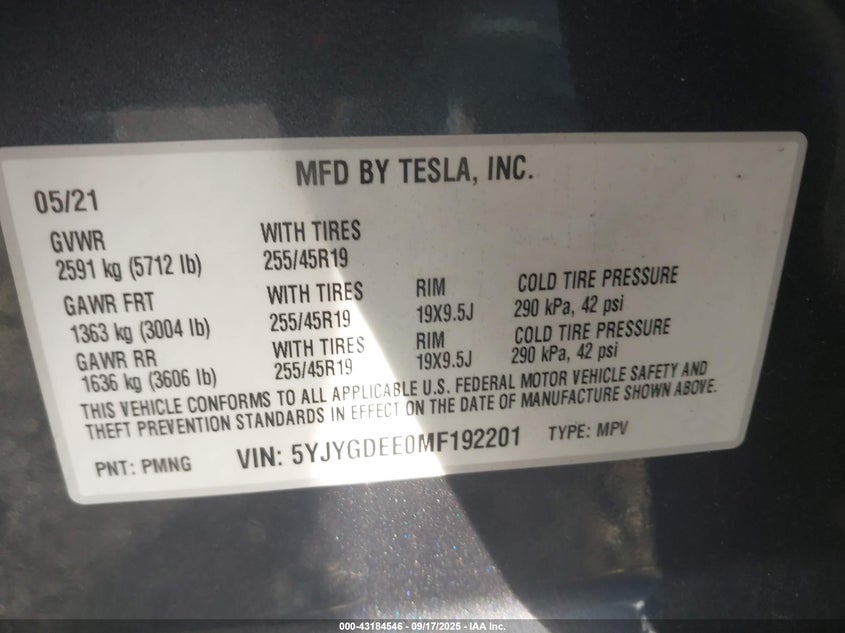 MFD BY TESLA, INC.
05/21
GVWR WITH TIRES
2591 kg (5712 lb) 255/45R19
GAWR FRT WITH TIRES RIM COLD TIRE PRESSURE
1363 kg (3004 lb) 255/45R19 19X9.5J 290 kPa, 42 psi
GAWR RR WITH TIRES RIM COLD TIRE PRESSURE
1636 kg (3606 lb) 255/45R19 19X9.5J 290 kPa, 42 psi
THIS VEHICLE CONFORMS TO ALL APPLICABLE U.S. FEDERAL MOTOR VEHICLE SAFETY AND
THEFT PREVENTION STANDARDS IN EFFECT ON THE DATE OF MANUFACTURE SHOWN ABOVE.
PNT: PMNG VIN: 5YJYGDEE0MF192201 TYPE: MPV
000-43184546 - 09/17/2025 - IAA Inc.